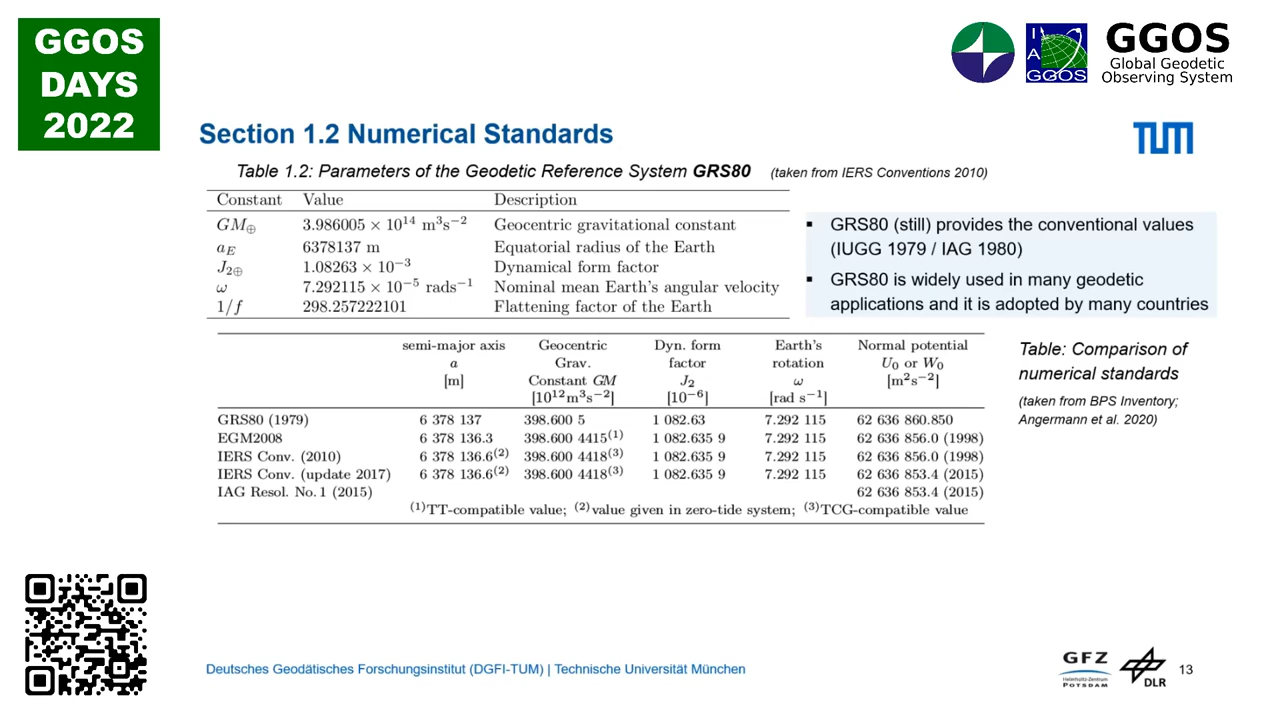 GGOS
DAYS
2022
I
A
GGOS
GGOS
Global Geodetic
Observing System
TUM
Section 1.2 Numerical Standards
Table 1.2: Parameters of the Geodetic Reference System GRS80 (taken from IERS Conventions 2010)
Constant Value Description
GM⊕ 3.986005 × 10¹⁴ m³s⁻² Geocentric gravitational constant
a_E 6378137 m Equatorial radius of the Earth
J₂⊕ 1.08263 × 10⁻³ Dynamical form factor
ω 7.292115 × 10⁻⁵ rads⁻¹ Nominal mean Earth's angular velocity
1/f 298.257222101 Flattening factor of the Earth
▪ GRS80 (still) provides the conventional values
(IUGG 1979 / IAG 1980)
▪ GRS80 is widely used in many geodetic
applications and it is adopted by many countries
semi-major axis Geocentric Dyn. form Earth's Normal potential
a Grav. factor rotation U₀ or W₀
[m] Constant GM J₂ ω [m²s⁻²]
[10¹²m³s⁻²] [10⁻⁶] [rad s⁻¹]
GRS80 (1979) 6 378 137 398.600 5 1 082.63 7.292 115 62 636 860.850
EGM2008 6 378 136.3 398.600 4415⁽¹⁾ 1 082.635 9 7.292 115 62 636 856.0 (1998)
IERS Conv. (2010) 6 378 136.6⁽²⁾ 398.600 4418⁽³⁾ 1 082.635 9 7.292 115 62 636 856.0 (1998)
IERS Conv. (update 2017) 6 378 136.6⁽²⁾ 398.600 4418⁽³⁾ 1 082.635 9 7.292 115 62 636 853.4 (2015)
IAG Resol. No. 1 (2015) 62 636 853.4 (2015)
⁽¹⁾TT-compatible value; ⁽²⁾value given in zero-tide system; ⁽³⁾TCG-compatible value
Table: Comparison of
numerical standards
(taken from BPS Inventory;
Angermann et al. 2020)
Deutsches Geodätisches Forschungsinstitut (DGFI-TUM) | Technische Universität München
GFZ
Helmholtz-Zentrum
POTSDAM
DLR
13